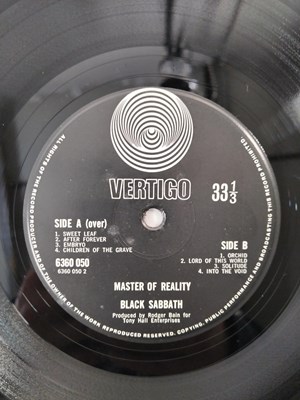 VERTIGO
33 1/3
SIDE A (over)
1. SWEET LEAF
2. AFTER FOREVER
3. EMBRYO
4. CHILDREN OF THE GRAVE
6360 050
6360 050 2
SIDE B
1. ORCHID
2. LORD OF THIS WORLD
3. SOLITUDE
4. INTO THE VOID
MASTER OF REALITY
BLACK SABBATH
Produced by Rodger Bain for
Tony Hall Enterprises
ALL RIGHTS OF THE RECORD PRODUCER AND OF THE OWNER OF THE WORK REPRODUCED RESERVED. COPYING, PUBLIC PERFORMANCE AND BROADCASTING THIS RECORD PROHIBITED.